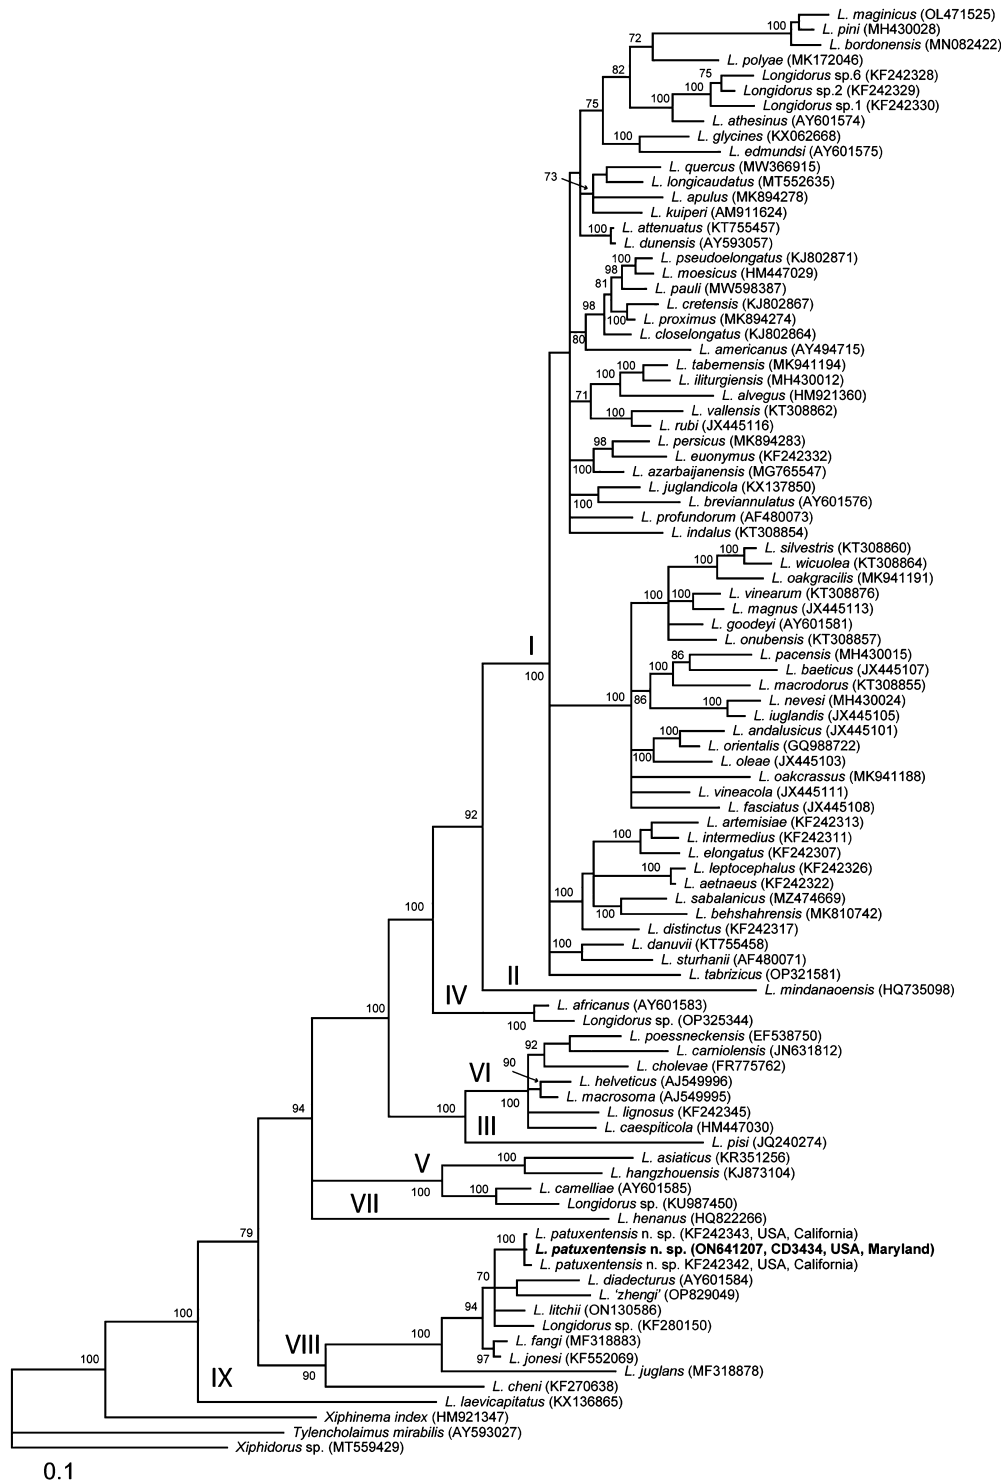 L. maginicus (OL471525)
100
L. pini (MH430028)
72
L. bordonensis (MN082422)
L. polyae (MK172046)
82
75
Longidorus sp.6 (KF242328)
100
Longidorus sp.2 (KF242329)
75
100
Longidorus sp.1 (KF242330)
L. athesinus (AY601574)
100
L. glycines (KX062668)
L. edmundsi (AY601575)
L. quercus (MW366915)
73
L. longicaudatus (MT552635)
L. apulus (MK894278)
L. kuiperi (AM911624)
100
L. attenuatus (KT755457)
L. dunensis (AY593057)
100
L. pseudoelongatus (KJ802871)
98
L. moesicus (HM447029)
81
L. pauli (MW598387)
98
L. cretensis (KJ802867)
100
L. proximus (MK894274)
80
L. closelongatus (KJ802864)
L. americanus (AY494715)
100
L. tabernensis (MK941194)
100
L. iliturgiensis (MH430012)
71
L. alvegus (HM921360)
100
L. vallensis (KT308862)
L. rubi (JX445116)
98
L. persicus (MK894283)
L. euonymus (KF242332)
100
L. azarbaijanensis (MG765547)
L. juglandicola (KX137850)
100
L. breviannulatus (AY601576)
L. profundorum (AF480073)
L. indalus (KT308854)
100
L. silvestris (KT308860)
100
L. wicuolea (KT308864)
L. oakgracilis (MK941191)
100
100
L. vinearum (KT308876)
L. magnus (JX445113)
L. goodeyi (AY601581)
L. onubensis (KT308857)
I
100
86
L. pacensis (MH430015)
100
L. baeticus (JX445107)
L. macrodorus (KT308855)
100
86
100
L. nevesi (MH430024)
L. iuglandis (JX445105)
100
L. andalusicus (JX445101)
L. orientalis (GQ988722)
100
L. oleae (JX445103)
L. oakcrassus (MK941188)
L. vineacola (JX445111)
L. fasciatus (JX445108)
92
L. artemisiae (KF242313)
100
L. intermedius (KF242311)
L. elongatus (KF242307)
100
L. leptocephalus (KF242326)
L. aetnaeus (KF242322)
100
L. sabalanicus (MZ474669)
100
L. behshahrensis (MK810742)
100
L. distinctus (KF242317)
100
L. danuvii (KT755458)
L. sturhanii (AF480071)
II
L. tabrizicus (OP321581)
L. mindanaoensis (HQ735098)
IV
100
L. africanus (AY601583)
100
Longidorus sp. (OP325344)
L. poessneckensis (EF538750)
92
L. carniolensis (JN631812)
90
L. cholevae (FR775762)
VI
L. helveticus (AJ549996)
100
L. macrosoma (AJ549995)
94
100
L. lignosus (KF242345)
III
L. caespiticola (HM447030)
L. pisi (JQ240274)
V
100
L. asiaticus (KR351256)
L. hangzhouensis (KJ873104)
100
100
L. camelliae (AY601585)
VII
Longidorus sp. (KU987450)
L. henanus (HQ822266)
79
100
L. patuxentensis n. sp. (KF242343, USA, California)
L. patuxentensis n. sp. (ON641207, CD3434, USA, Maryland)
L. patuxentensis n. sp. KF242342, USA, California)
70
L. diadecturus (AY601584)
L. 'zhengi' (OP829049)
94
L. litchii (ON130586)
100
Longidorus sp. (KF280150)
100
VIII
L. fangi (MF318883)
97
L. jonesi (KF552069)
100
IX
90
L. juglans (MF318878)
L. cheni (KF270638)
L. laevicapitatus (KX136865)
Xiphinema index (HM921347)
Tylencholaimus mirabilis (AY593027)
Xiphidorus sp. (MT559429)
0.1